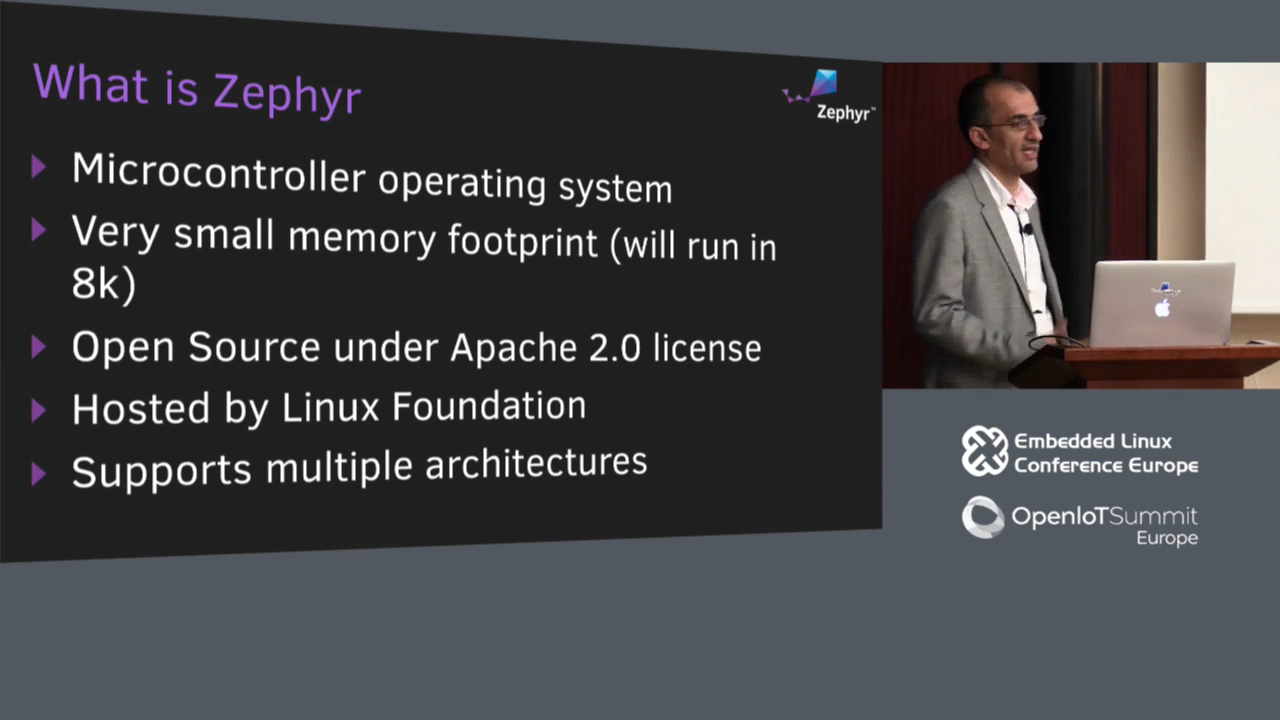 What is Zephyr
Zephyr™
Microcontroller operating system
Very small memory footprint (will run in
8k)
Open Source under Apache 2.0 license
Hosted by Linux Foundation
Supports multiple architectures
Embedded Linux
Conference Europe
OpenIoTSummit
Europe